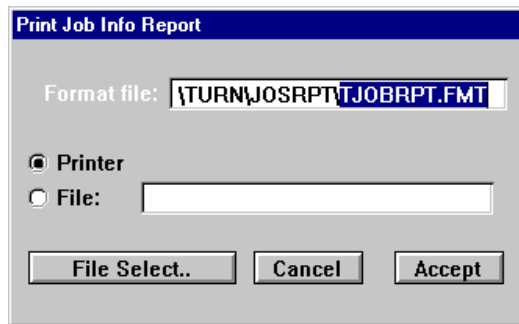 Print Job Info Report
Format file: \TURN\JOSRPT\TJOBRPT.FMT
Printer
File:
File Select.. Cancel Accept